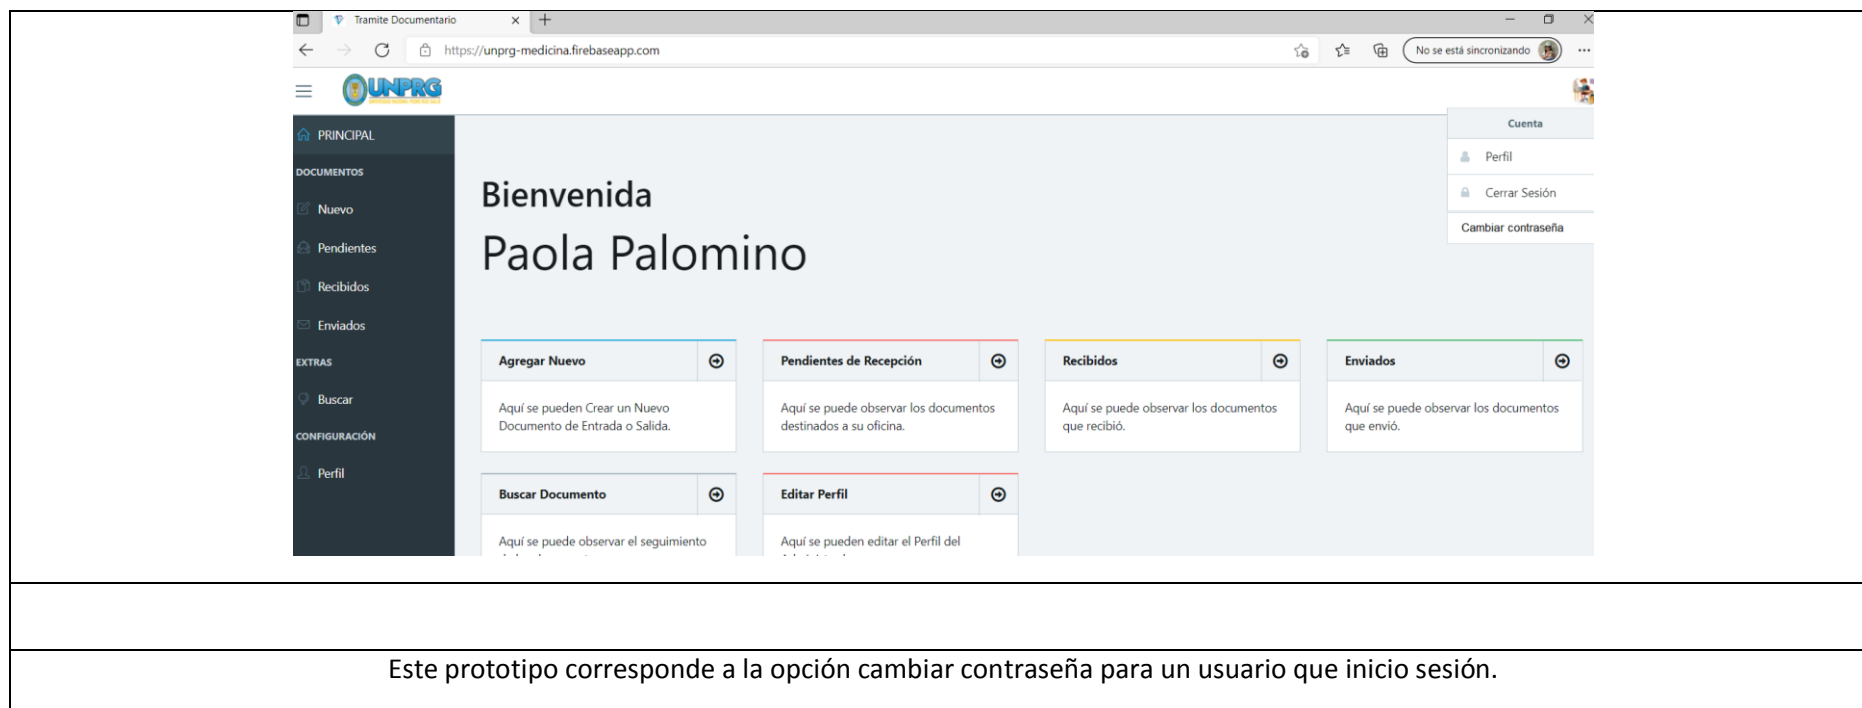 Tramite Documentario
https://unprg-medicina.firebaseapp.com
No se está sincronizando
UNPRG
Cuenta
PRINCIPAL
Perfil
DOCUMENTOS
Cerrar Sesión
Nuevo
Bienvenida
Cambiar contraseña
Pendientes
Paola Palomino
Recibidos
Enviados
EXTRAS
Agregar Nuevo
Pendientes de Recepción
Recibidos
Enviados
Buscar
Aquí se pueden Crear un Nuevo
Documento de Entrada o Salida.
Aquí se puede observar los documentos
destinados a su oficina.
Aquí se puede observar los documentos
que recibió.
Aquí se puede observar los documentos
que envió.
CONFIGURACIÓN
Perfil
Buscar Documento
Editar Perfil
Aquí se puede observar el seguimiento
Aquí se pueden editar el Perfil del
Este prototipo corresponde a la opción cambiar contraseña para un usuario que inicio sesión.